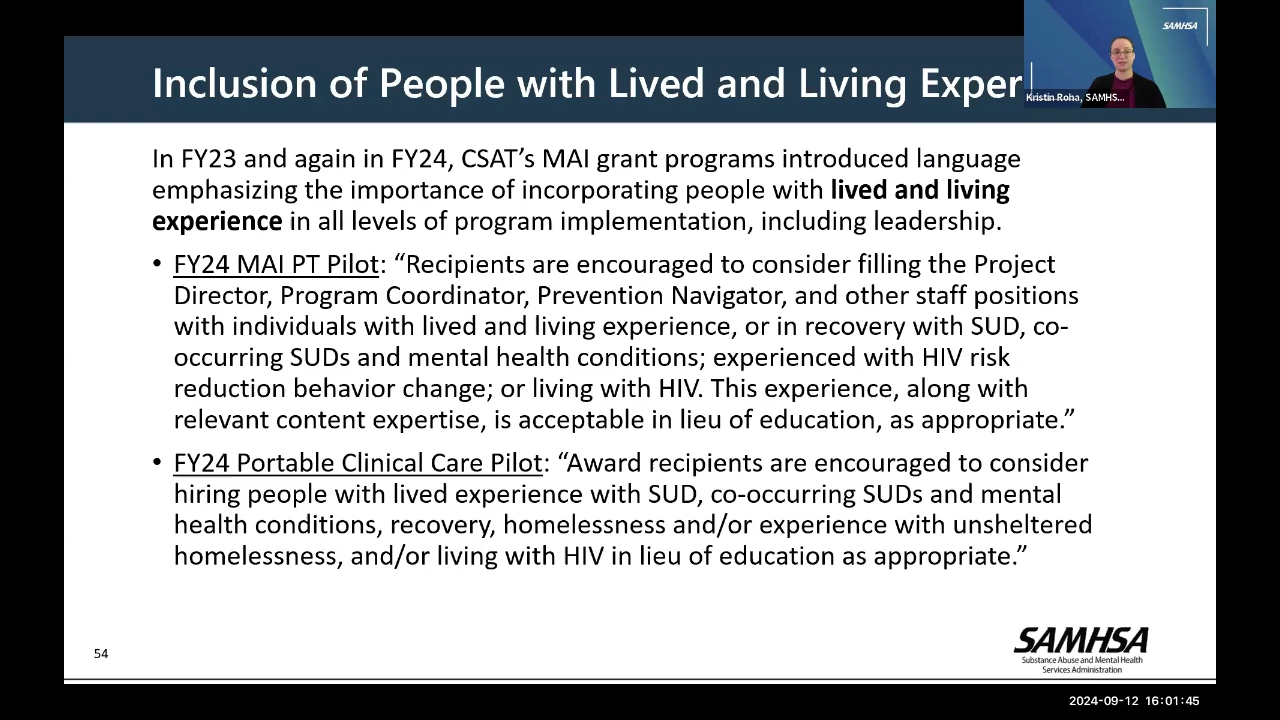 SAMHSA
Kristin Roha, SAMHS...
Inclusion of People with Lived and Living Exper
In FY23 and again in FY24, CSAT’s MAI grant programs introduced language
emphasizing the importance of incorporating people with lived and living
experience in all levels of program implementation, including leadership.
• FY24 MAI PT Pilot: “Recipients are encouraged to consider filling the Project
Director, Program Coordinator, Prevention Navigator, and other staff positions
with individuals with lived and living experience, or in recovery with SUD, co-
occurring SUDs and mental health conditions; experienced with HIV risk
reduction behavior change; or living with HIV. This experience, along with
relevant content expertise, is acceptable in lieu of education, as appropriate.”
• FY24 Portable Clinical Care Pilot: “Award recipients are encouraged to consider
hiring people with lived experience with SUD, co-occurring SUDs and mental
health conditions, recovery, homelessness and/or experience with unsheltered
homelessness, and/or living with HIV in lieu of education as appropriate.”
54
SAMHSA
Substance Abuse and Mental Health
Services Administration
2024-09-12 16:01:45